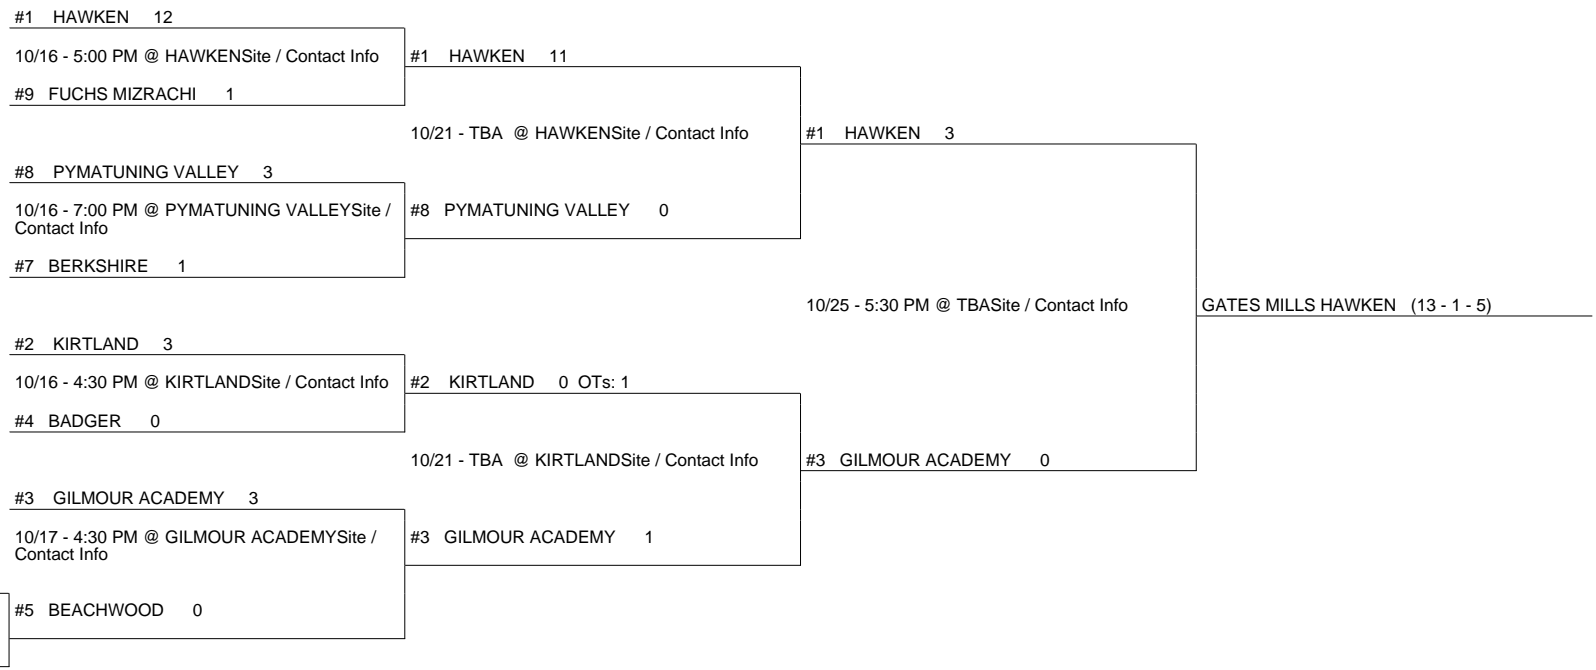 #1 HAWKEN 12
10/16 - 5:00 PM @ HAWKENSite / Contact Info
#9 FUCHS MIZRACHI 1
#8 PYMATUNING VALLEY 3
10/16 - 7:00 PM @ PYMATUNING VALLEYSite /
Contact Info
#7 BERKSHIRE 1
#2 KIRTLAND 3
10/16 - 4:30 PM @ KIRTLANDSite / Contact Info
#4 BADGER 0
#3 GILMOUR ACADEMY 3
10/17 - 4:30 PM @ GILMOUR ACADEMYSite /
Contact Info
#5 BEACHWOOD 0
#1 HAWKEN 11
10/21 - TBA @ HAWKENSite / Contact Info
#8 PYMATUNING VALLEY 0
#2 KIRTLAND 0 OTs: 1
10/21 - TBA @ KIRTLANDSite / Contact Info
#3 GILMOUR ACADEMY 1
#1 HAWKEN 3
10/25 - 5:30 PM @ TBASite / Contact Info
#3 GILMOUR ACADEMY 0
GATES MILLS HAWKEN (13 - 1 - 5)